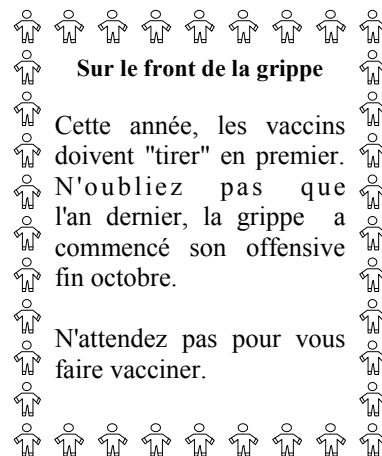 Sur le front de la grippe
Cette année, les vaccins
doivent "tirer" en premier.
N'oubliez pas que
l'an dernier, la grippe a
commencé son offensive
fin octobre.
N'attendez pas pour vous
faire vacciner.